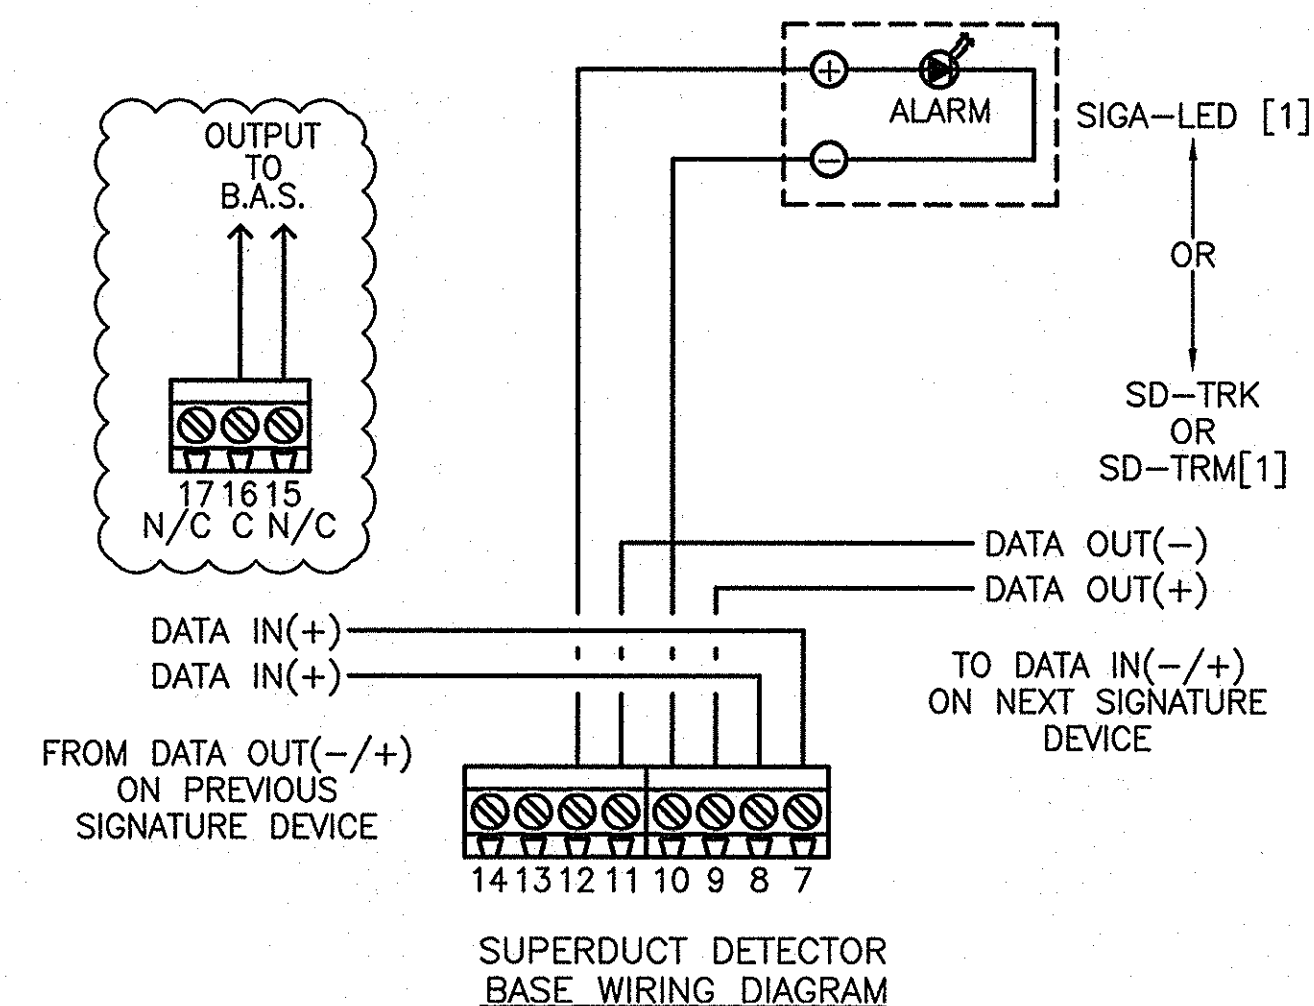 OUTPUT
TO
B.A.S.
17 16 15
N/C C N/C
ALARM
SIGA-LED [1]
OR
SD-TRK
OR
SD-TRM[1]
DATA OUT(-)
DATA OUT(+)
TO DATA IN(-/+)
ON NEXT SIGNATURE
DEVICE
DATA IN(+)
DATA IN(+)
FROM DATA OUT(-/+)
ON PREVIOUS
SIGNATURE DEVICE
14 13 12 11 10 9 8 7
SUPERDUCT DETECTOR
BASE WIRING DIAGRAM